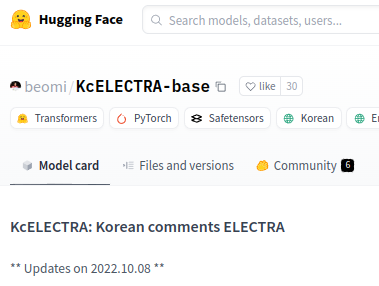 Hugging Face
Search models, datasets, users...
beomi/KcELECTRA-base
like 30
Transformers PyTorch Safetensors Korean
Model card Files and versions Community 6
KcELECTRA: Korean comments ELECTRA
** Updates on 2022.10.08 **